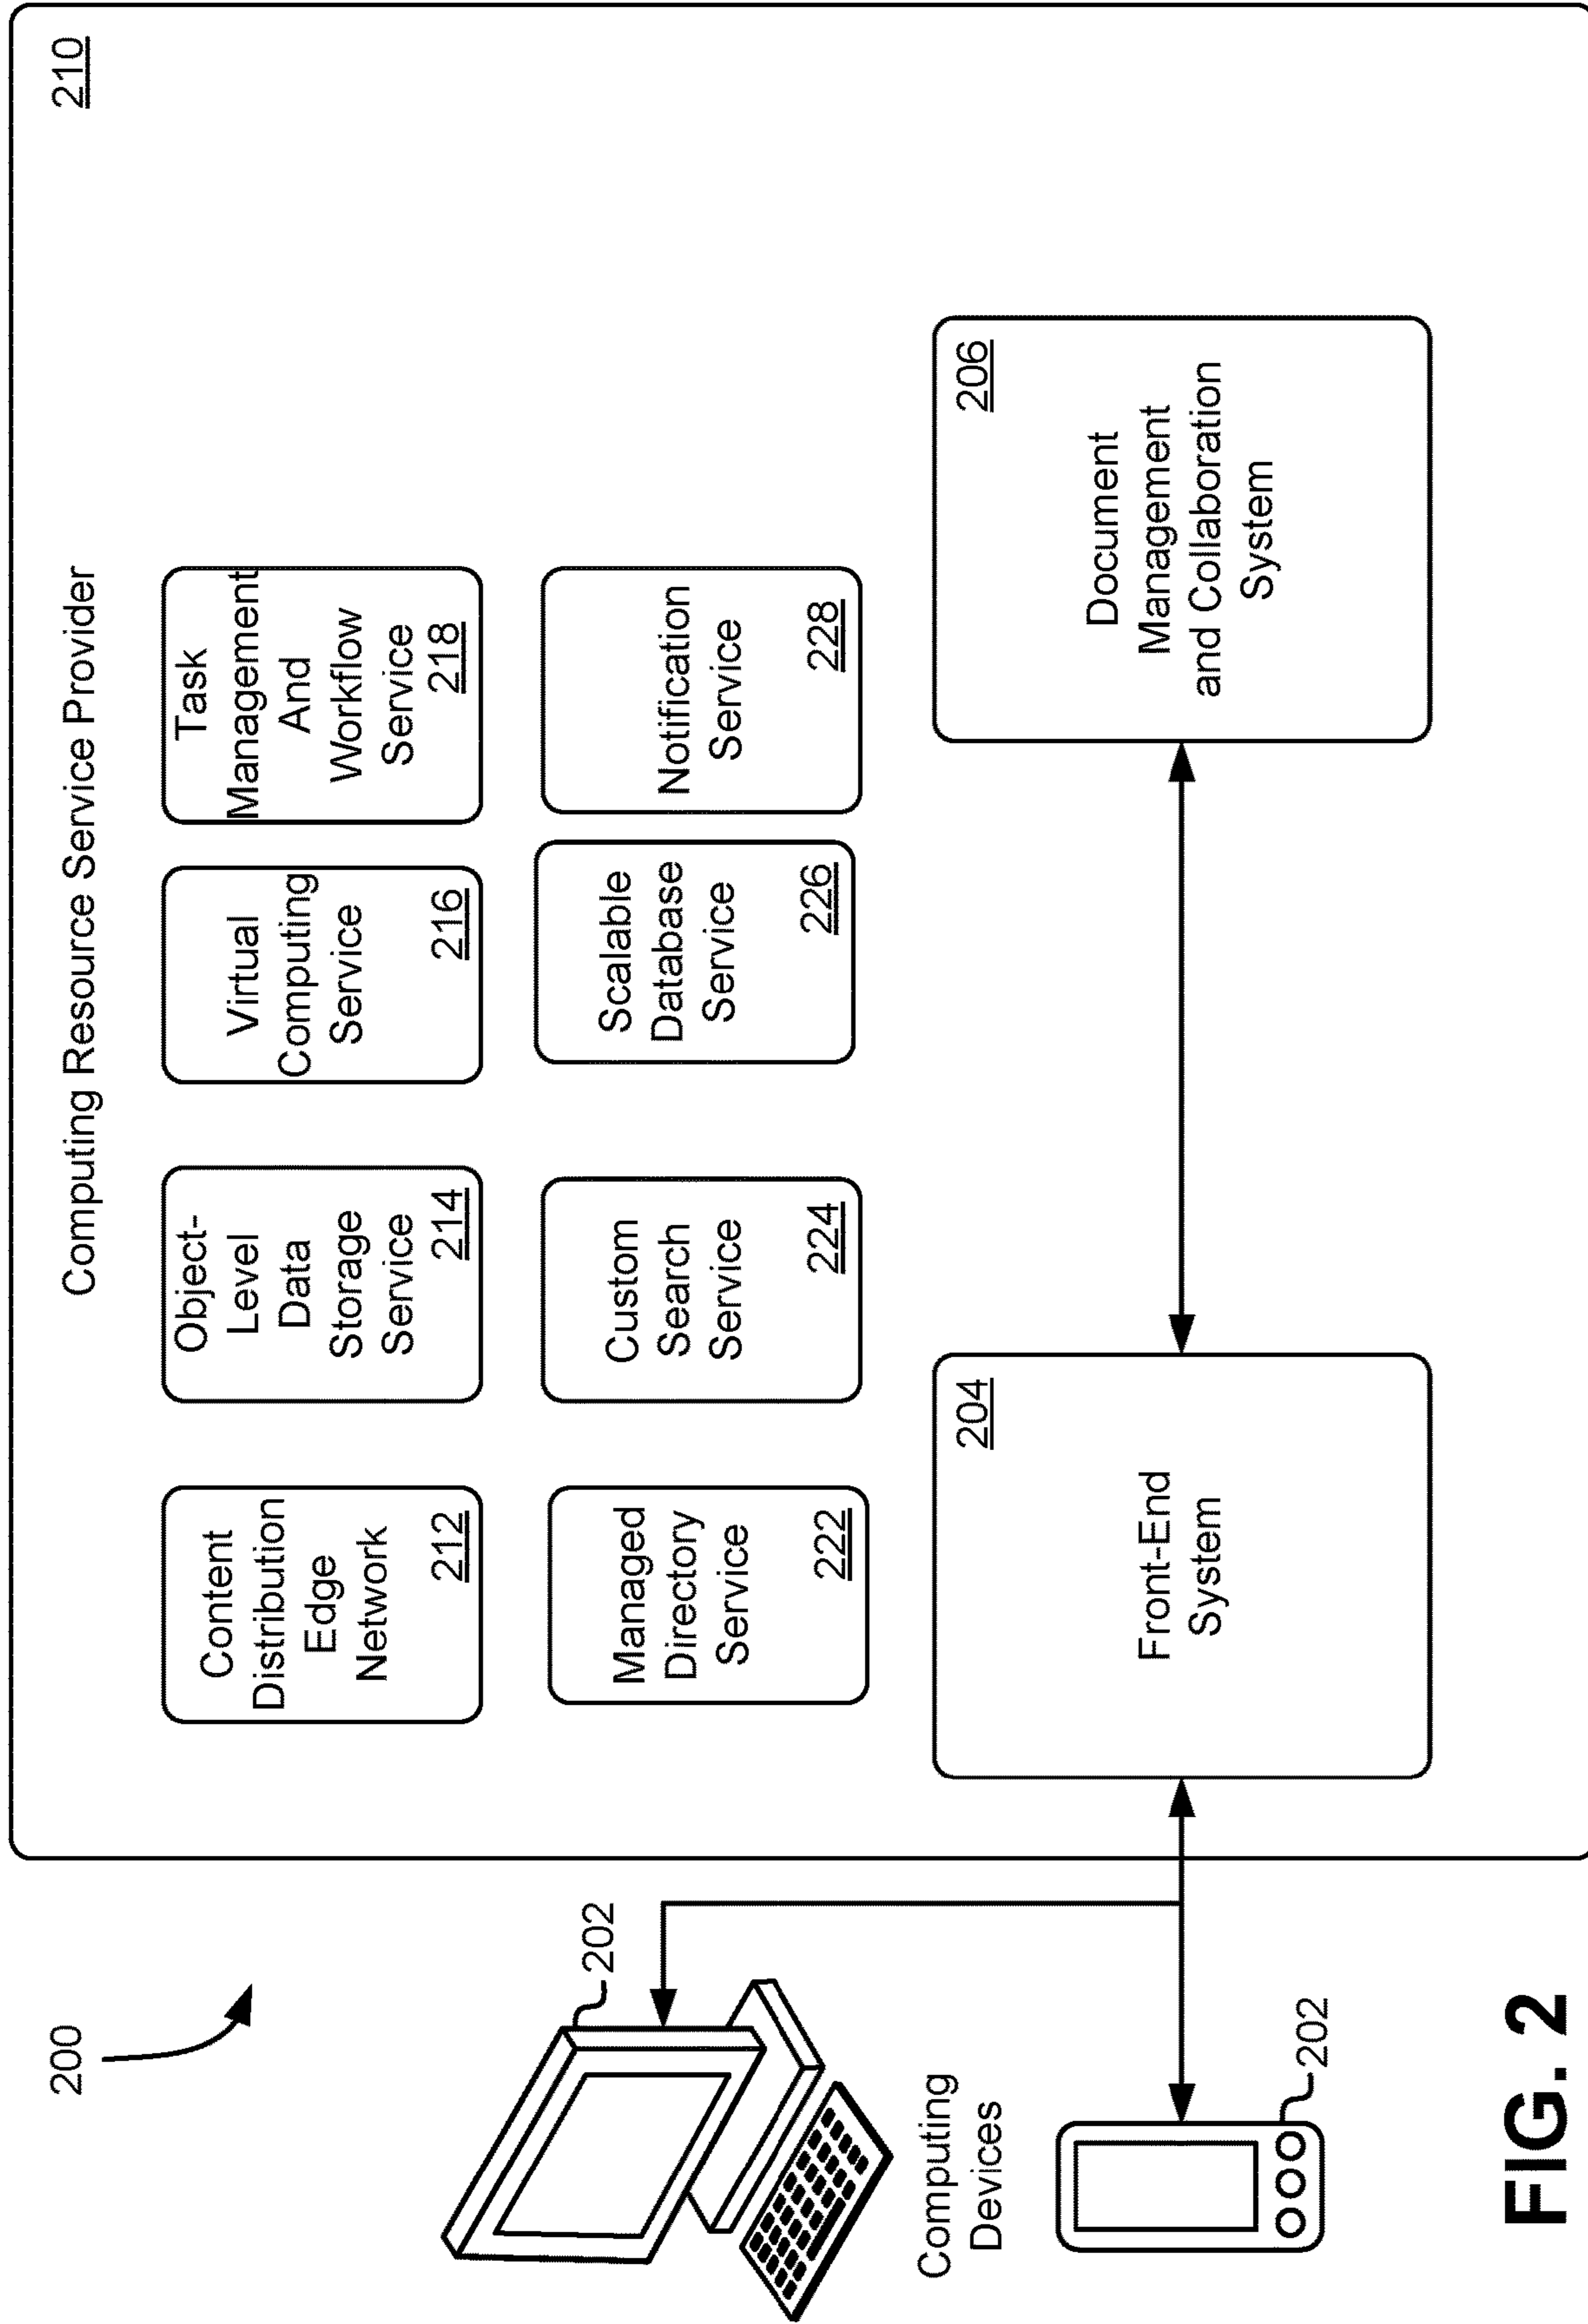 200
Computing Resource Service Provider
210
Content
Distribution
Edge
Network
212
Object-
Level
Data
Storage
Service
214
Virtual
Computing
Service
216
Task
Management
And
Workflow
Service
218
202
Managed
Directory
Service
222
Custom
Search
Service
224
Scalable
Database
Service
226
Notification
Service
228
Computing
Devices
202
204
Front-End
System
206
Document
Management
and Collaboration
System
FIG. 2